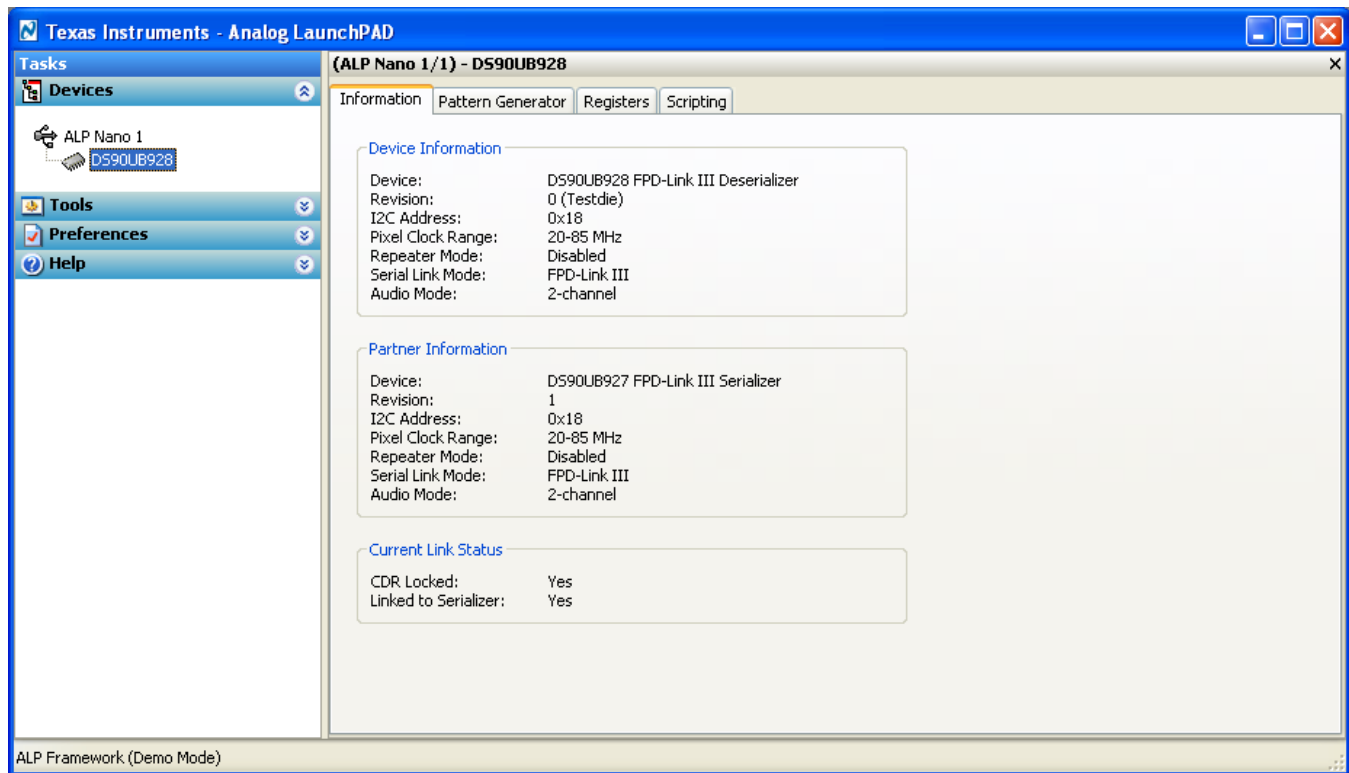 Texas Instruments - Analog LaunchPAD
Tasks
Devices
ALP Nano 1
DS90UB928
Tools
Preferences
Help
(ALP Nano 1/1) - DS90UB928
Information Pattern Generator Registers Scripting
Device Information
Device: DS90UB928 FPD-Link III Deserializer
Revision: 0 (Testdie)
I2C Address: 0x18
Pixel Clock Range: 20-85 MHz
Repeater Mode: Disabled
Serial Link Mode: FPD-Link III
Audio Mode: 2-channel
Partner Information
Device: DS90UB927 FPD-Link III Serializer
Revision: 1
I2C Address: 0x18
Pixel Clock Range: 20-85 MHz
Repeater Mode: Disabled
Serial Link Mode: FPD-Link III
Audio Mode: 2-channel
Current Link Status
CDR Locked: Yes
Linked to Serializer: Yes
ALP Framework (Demo Mode)